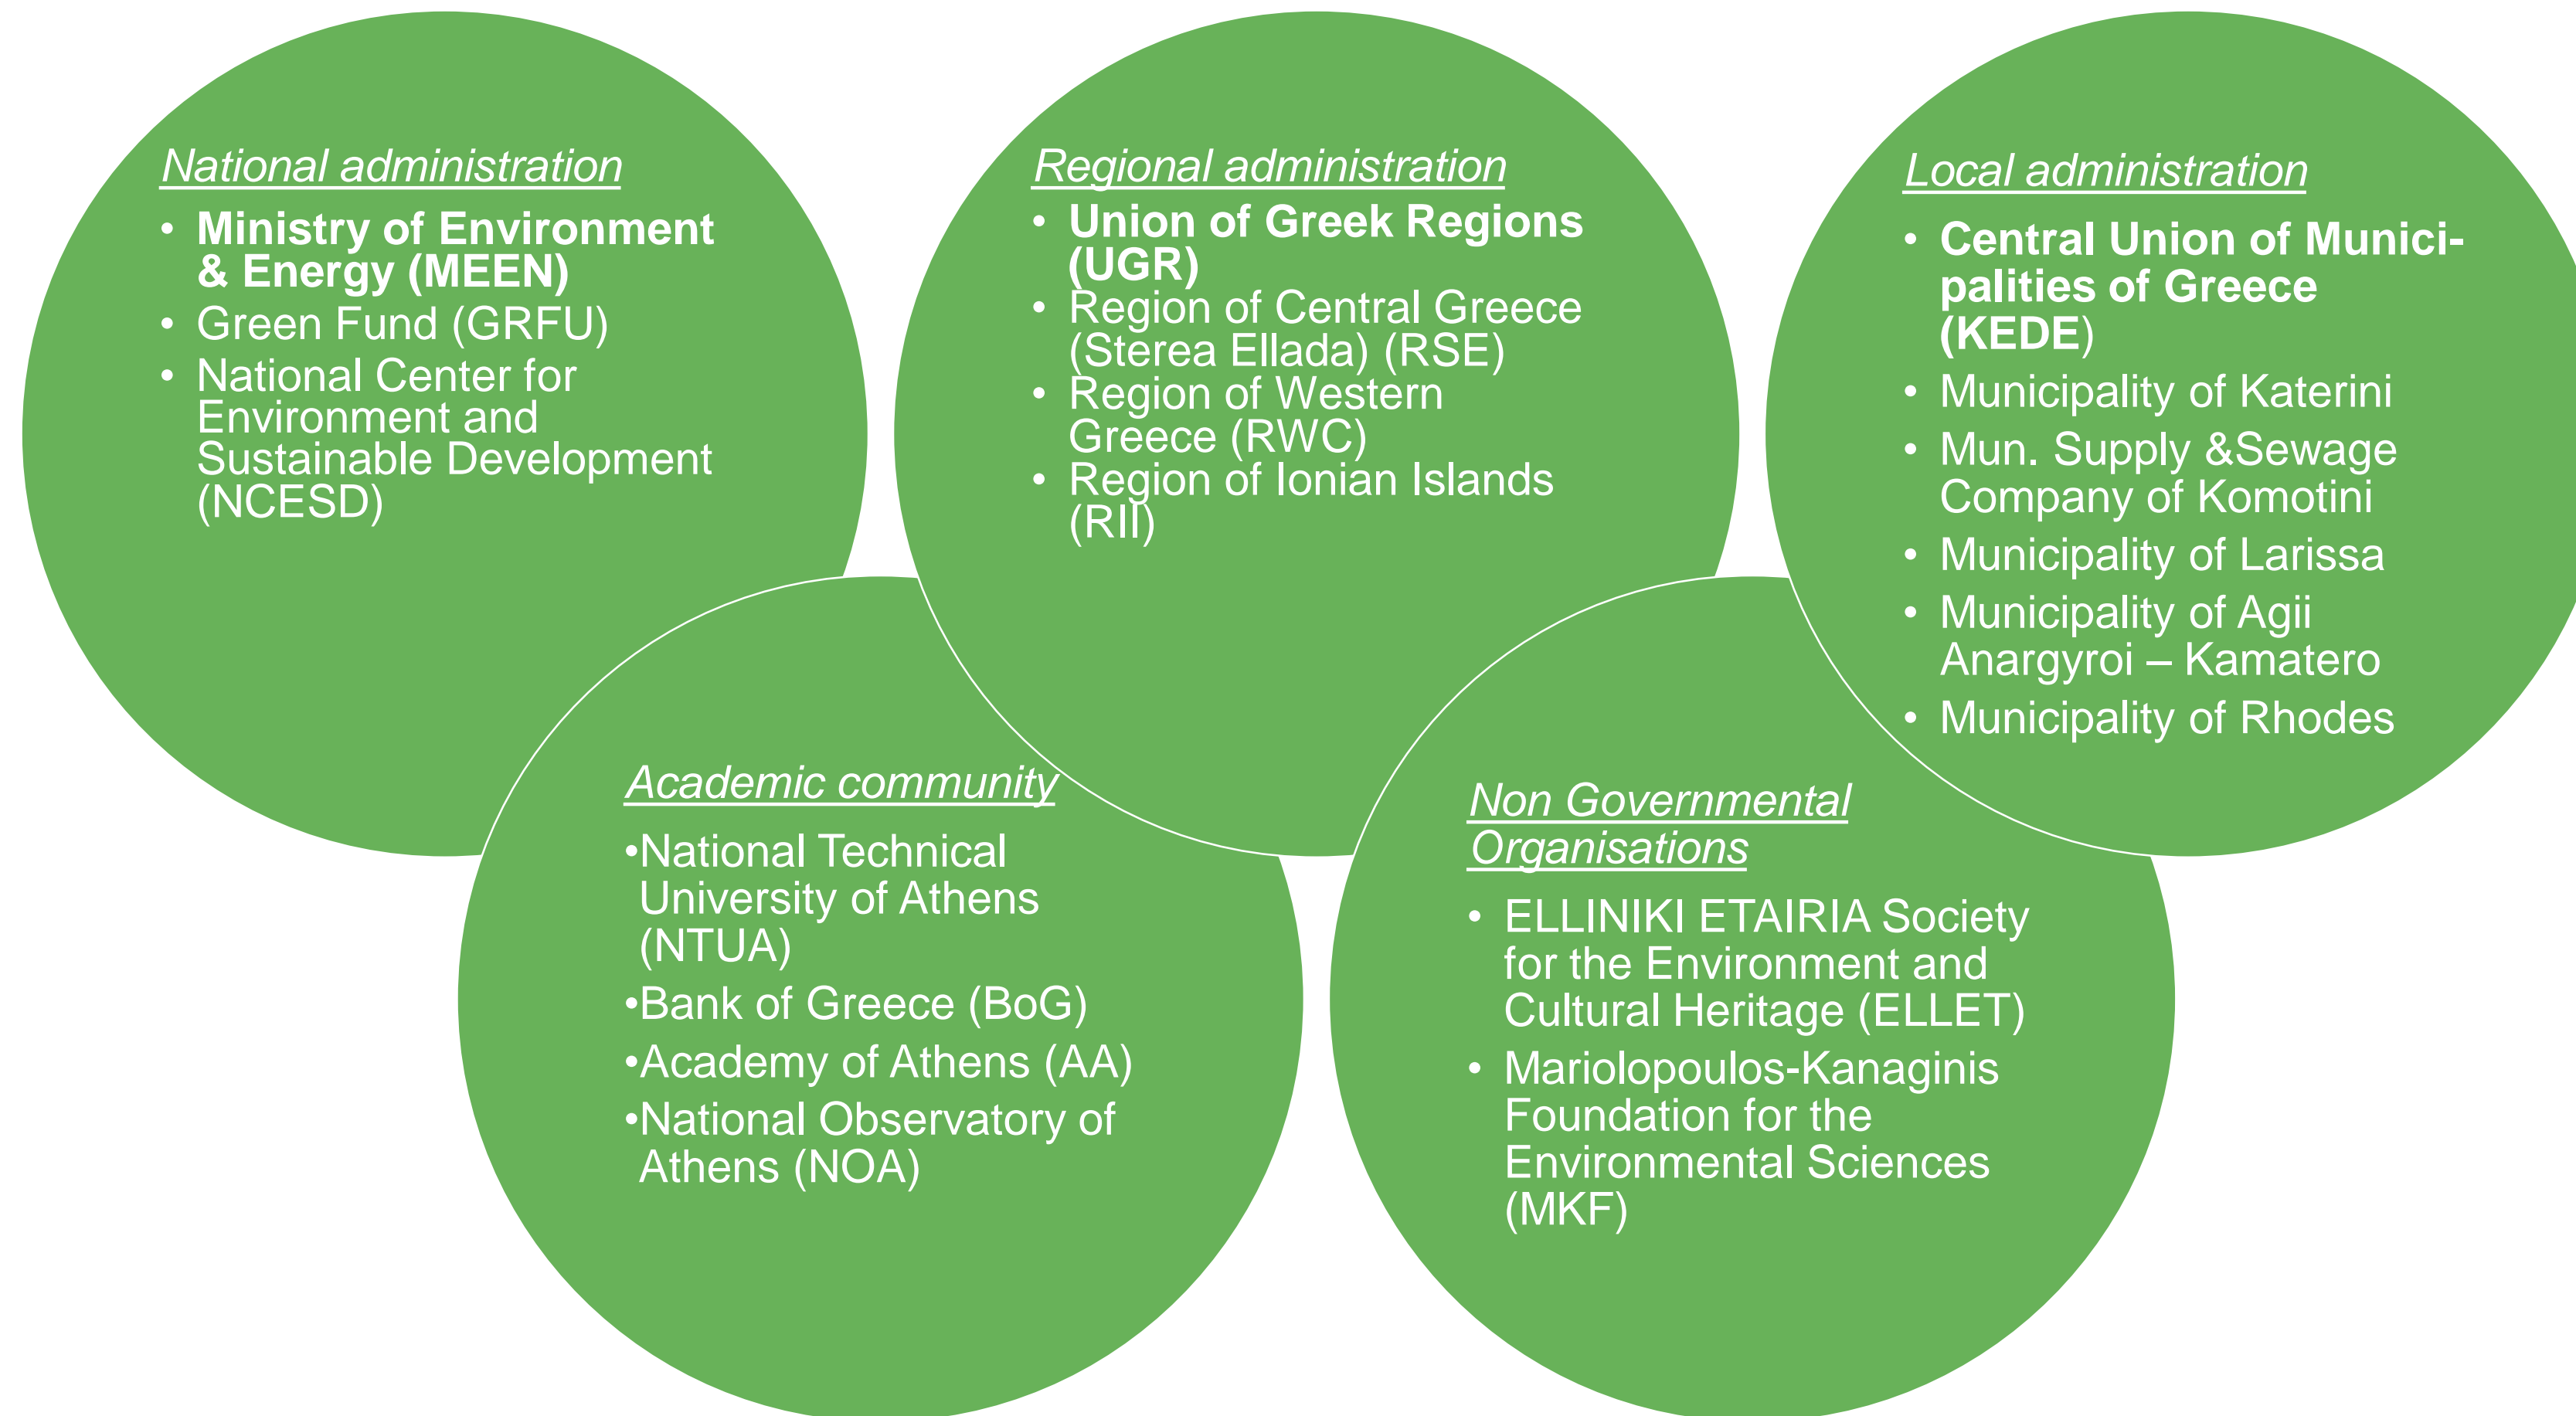 National administration
• Ministry of Environment
& Energy (MEEN)
• Green Fund (GRFU)
• National Center for
Environment and
Sustainable Development
(NCESD)
Regional administration
• Union of Greek Regions
(UGR)
• Region of Central Greece
(Sterea Ellada) (RSE)
• Region of Western
Greece (RWC)
• Region of Ionian Islands
(RII)
Local administration
• Central Union of Munici-
palities of Greece
(KEDE)
• Municipality of Katerini
• Mun. Supply &Sewage
Company of Komotini
• Municipality of Larissa
• Municipality of Agii
Anargyroi – Kamatero
• Municipality of Rhodes
Academic community
•National Technical
University of Athens
(NTUA)
•Bank of Greece (BoG)
•Academy of Athens (AA)
•National Observatory of
Athens (NOA)
Non Governmental
Organisations
• ELLINIKI ETAIRIA Society
for the Environment and
Cultural Heritage (ELLET)
• Mariolopoulos-Kanaginis
Foundation for the
Environmental Sciences
(MKF)